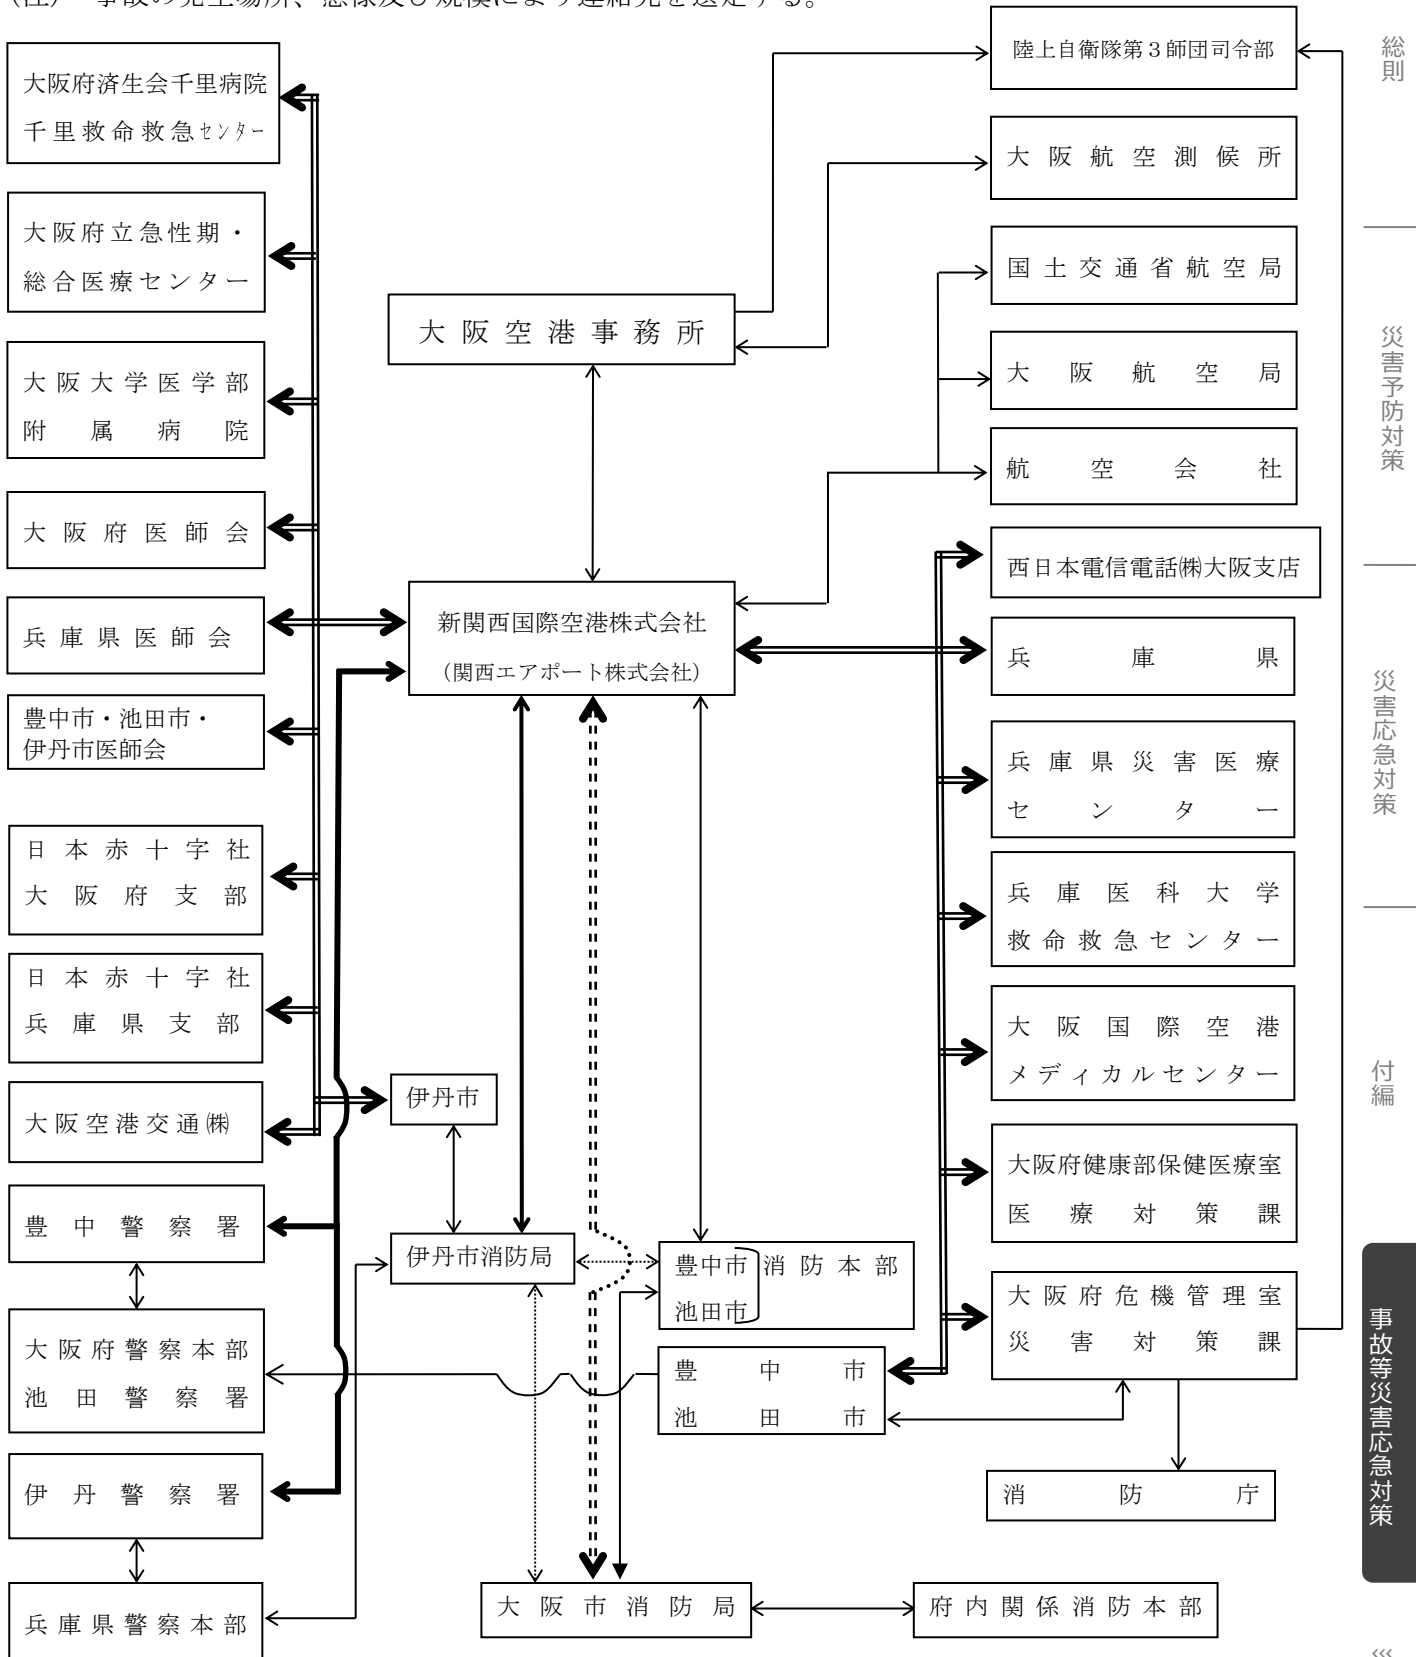 （注） 事故の発生場所、態様及び規模により連絡先を選定する。
大阪府済生会千里病院
千里救命救急センター
大阪府立急性期・
総合医療センター
大阪大学医学部
附属病院
大阪府医師会
兵庫県医師会
豊中市・池田市・
伊丹市医師会
日本赤十字社
大阪府支部
日本赤十字社
兵庫県支部
大阪空港交通㈱
豊中警察署
大阪府警察本部
池田警察署
伊丹警察署
兵庫県警察本部
大阪空港事務所
新関西国際空港株式会社
（関西エアポート株式会社）
伊丹市
伊丹市消防局
豊中市 消防本部
池田市
豊中市
池田市
大阪市消防局
府内関係消防本部
陸上自衛隊第３師団司令部
大阪航空測候所
国土交通省航空局
大阪航空局
航空会社
西日本電信電話㈱大阪支店
兵庫県
兵庫県災害医療
センター
兵庫医科大学
救命救急センター
大阪国際空港
メディカルセンター
大阪府健康部保健医療室
医療対策課
大阪府危機管理室
災害対策課
消防庁
総則
災害予防対策
災害応急対策
付編
事故等災害応急対策